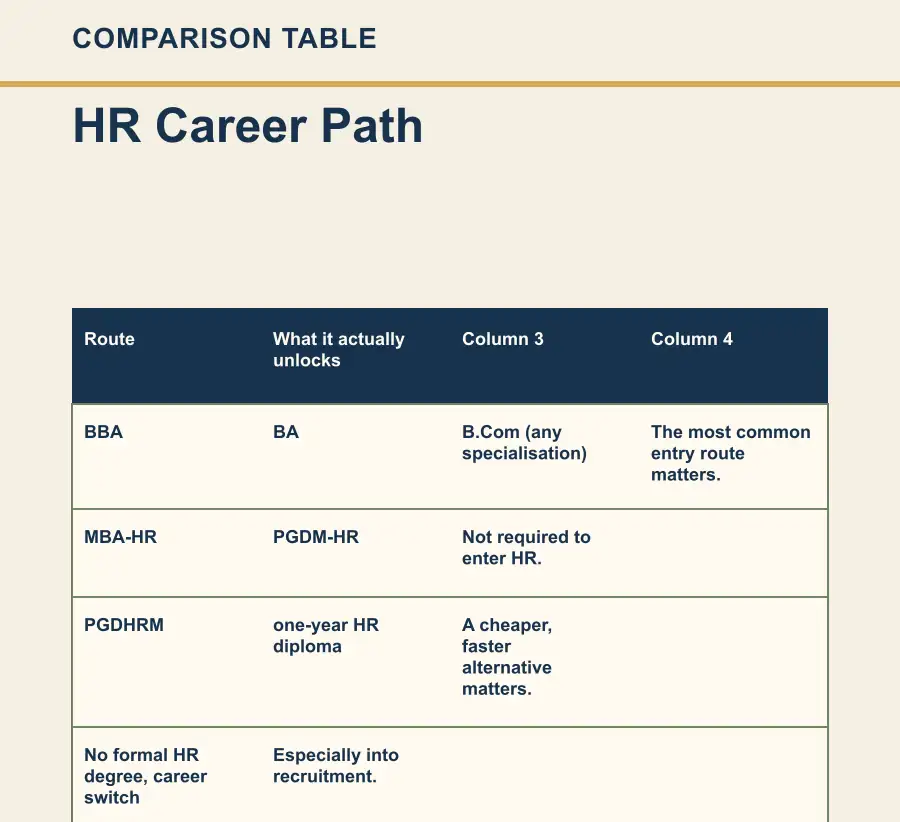 COMPARISON TABLE
HR Career Path
Route
What it actually
unlocks
Column 3
Column 4
BBA
BA
B.Com (any
specialisation)
The most common
entry route
matters.
MBA-HR
PGDM-HR
Not required to
enter HR.
PGDHRM
one-year HR
diploma
A cheaper,
faster
alternative
matters.
No formal HR
degree, career
switch
Especially into
recruitment.